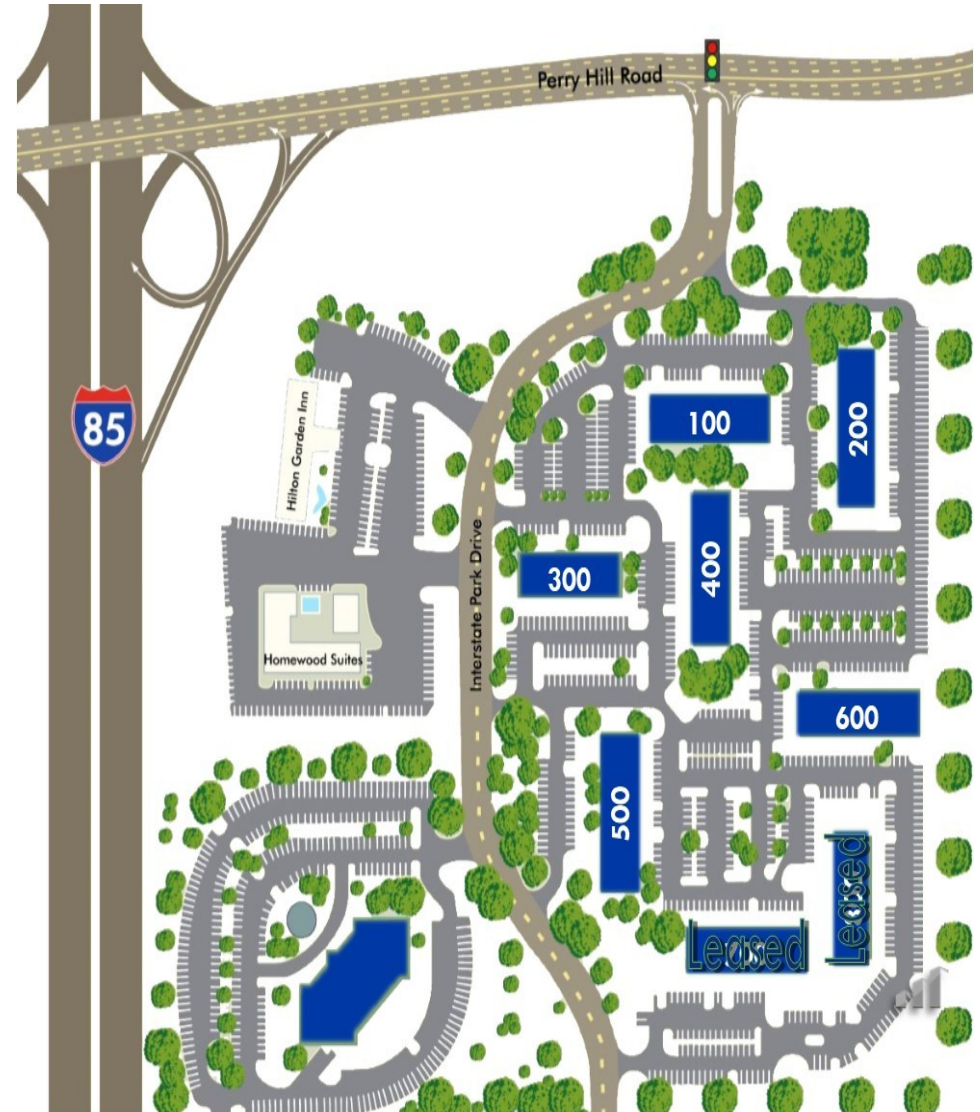 Perry Hill Road
85
Hilton Garden Inn
100
200
Interstate Park Drive
300
400
Homewood Suites
600
500
Leased
Leased